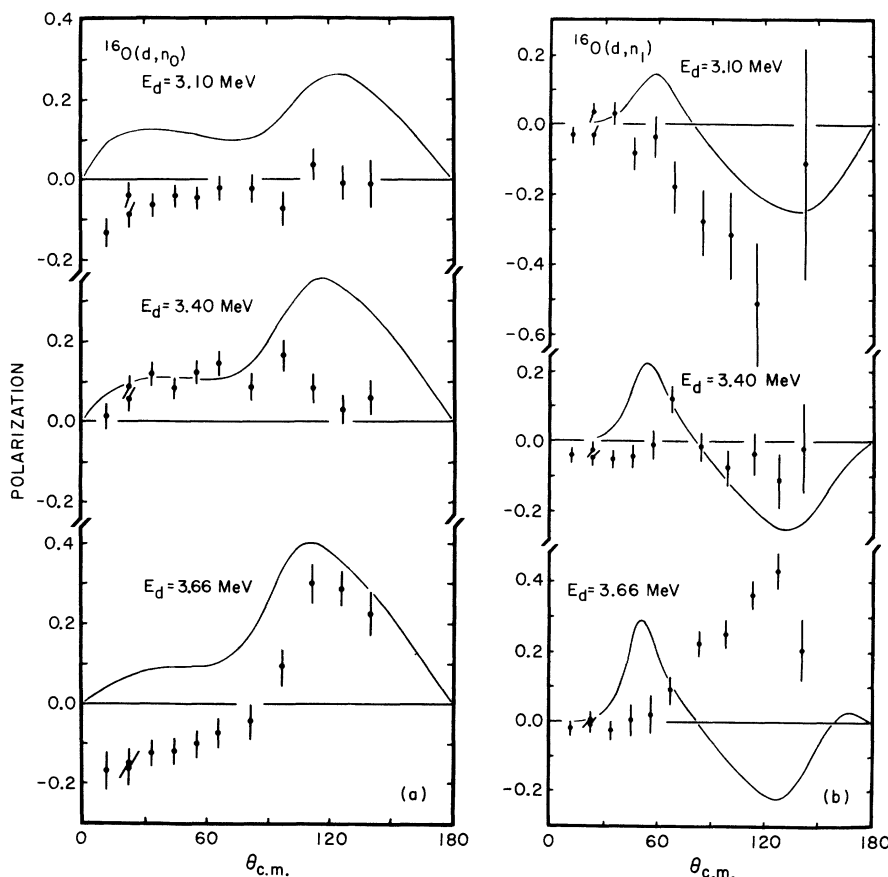 POLARIZATION
0.4
¹⁶O(d,n₀)
E_d = 3.10 MeV
0.2
0.0
-0.2
E_d = 3.40 MeV
0.2
0.0
-0.2
0.4
E_d = 3.66 MeV
0.2
0.0
-0.2
(a)
0 60 120 180
θ_c.m.
0.2
¹⁶O(d,n₁)
E_d = 3.10 MeV
0.0
-0.2
-0.4
-0.6
0.2
E_d = 3.40 MeV
0.0
-0.2
0.4
E_d = 3.66 MeV
0.2
0.0
-0.2
(b)
0 60 120 180
θ_c.m.